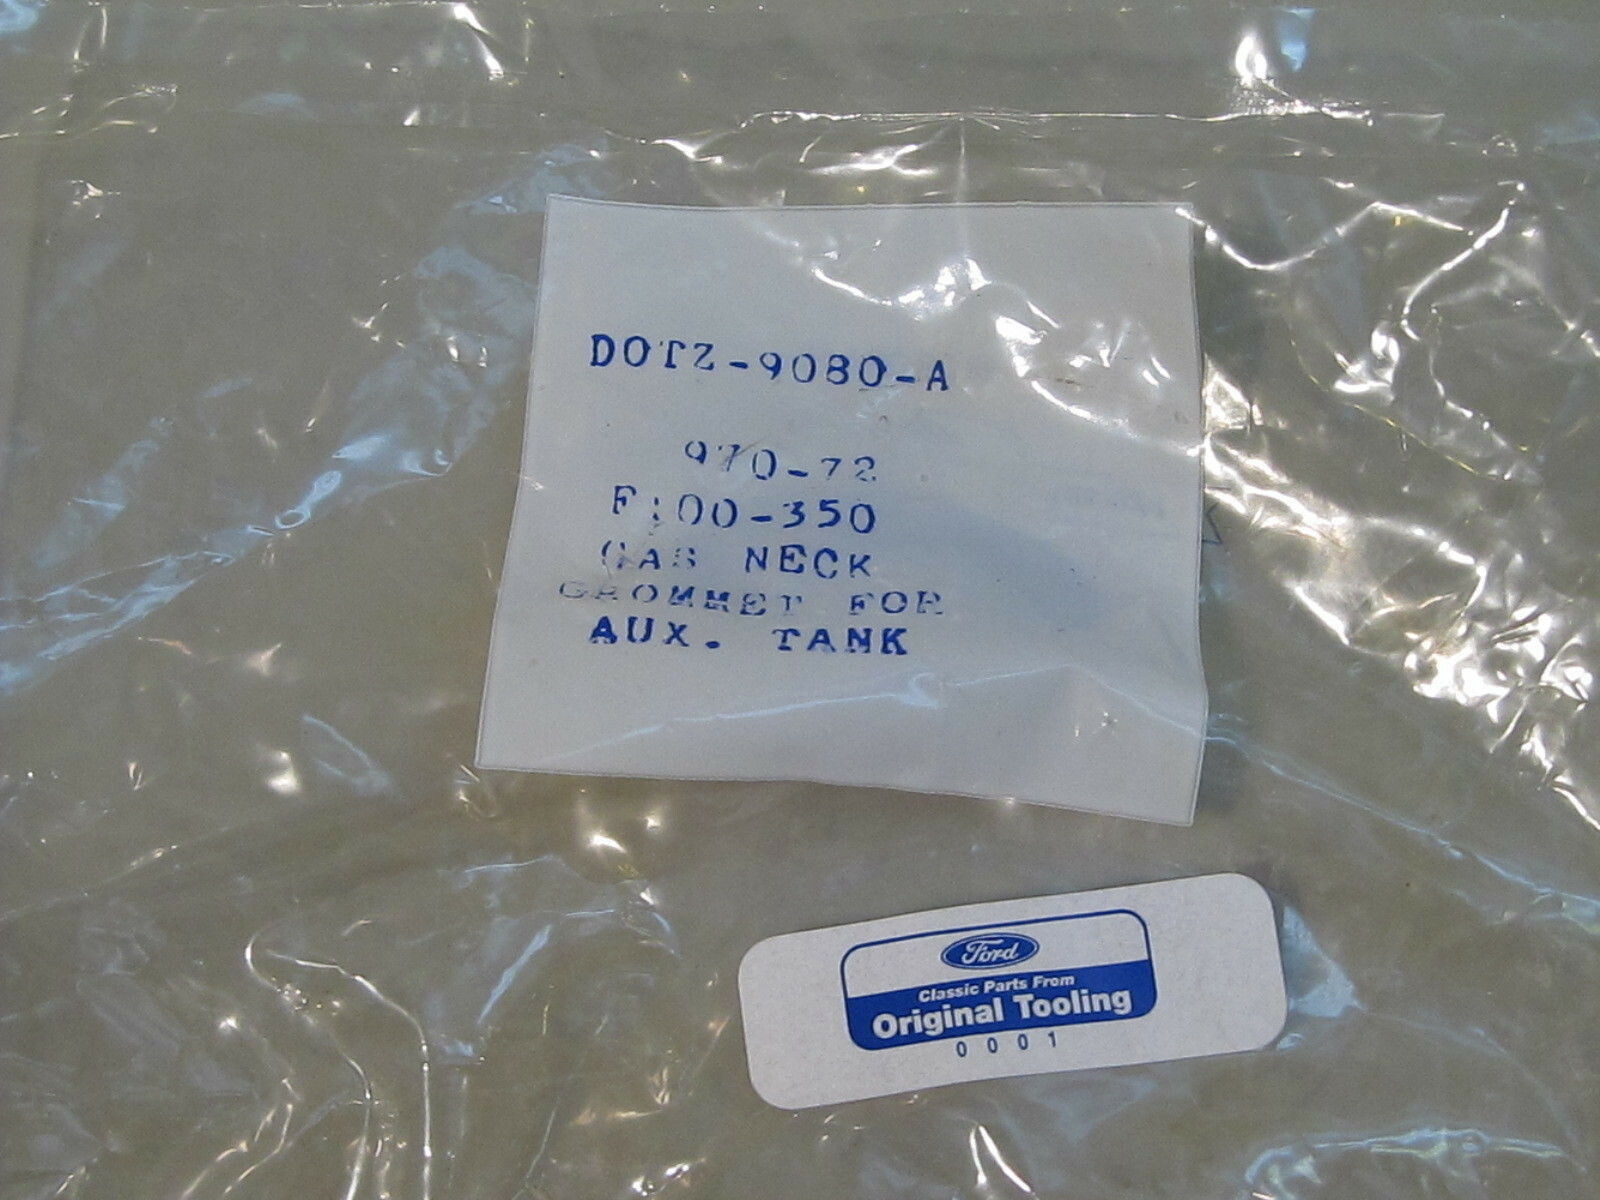 DOTZ-9080-A
970-72
F100-350
GAS NECK
GROMMET FOR
AUX. TANK
Ford
Classic Parts From
Original Tooling
0001